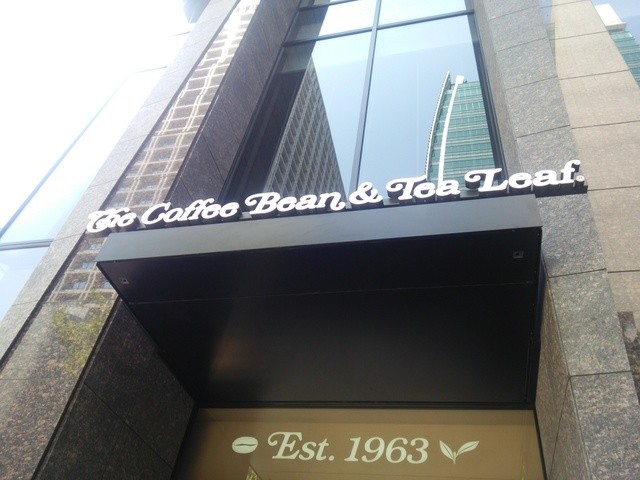 The Coffee Bean & Tea Leaf
Est. 1963